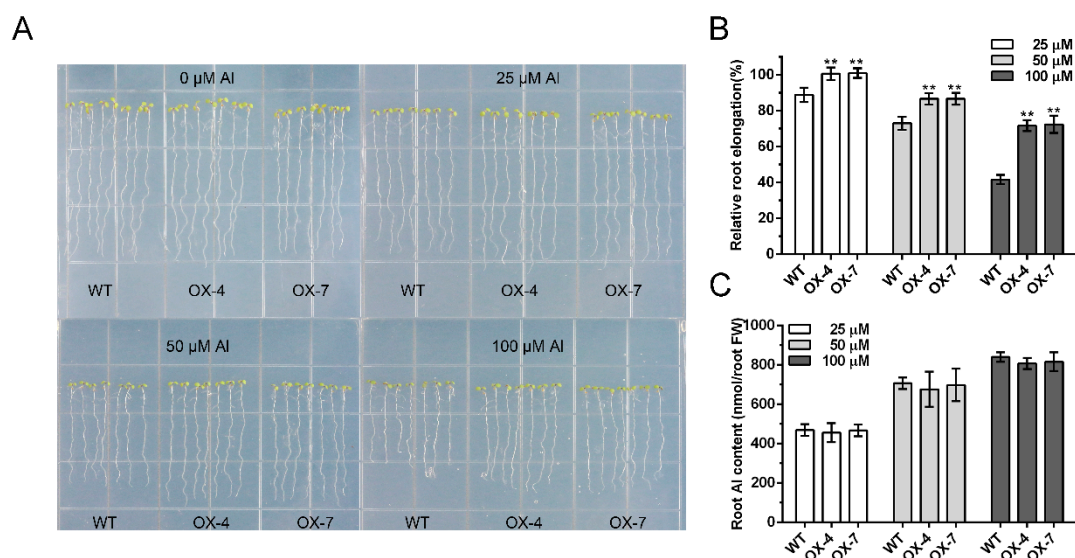 A
0 µM Al
25 µM Al
WT
OX-4
OX-7
WT
OX-4
OX-7
50 µM Al
100 µM Al
WT
OX-4
OX-7
WT
OX-4
OX-7
B
Relative root elongation(%)
100
80
60
40
20
0
25 µM
50 µM
100 µM
**
**
**
**
**
**
WT
OX-4
OX-7
WT
OX-4
OX-7
WT
OX-4
OX-7
C
Root Al content (nmol/root FW)
1000
800
600
400
200
0
25 µM
50 µM
100 µM
WT
OX-4
OX-7
WT
OX-4
OX-7
WT
OX-4
OX-7